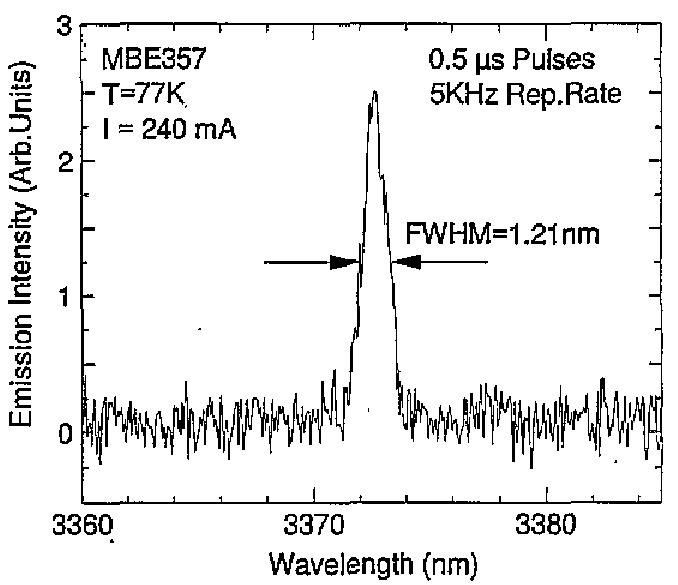 3
MBE357
0.5 µs Pulses
T=77K
5KHz Rep.Rate
I = 240 mA
2
FWHM=1.21nm
1
0
Emission Intensity (Arb.Units)
3360
3370
3380
Wavelength (nm)